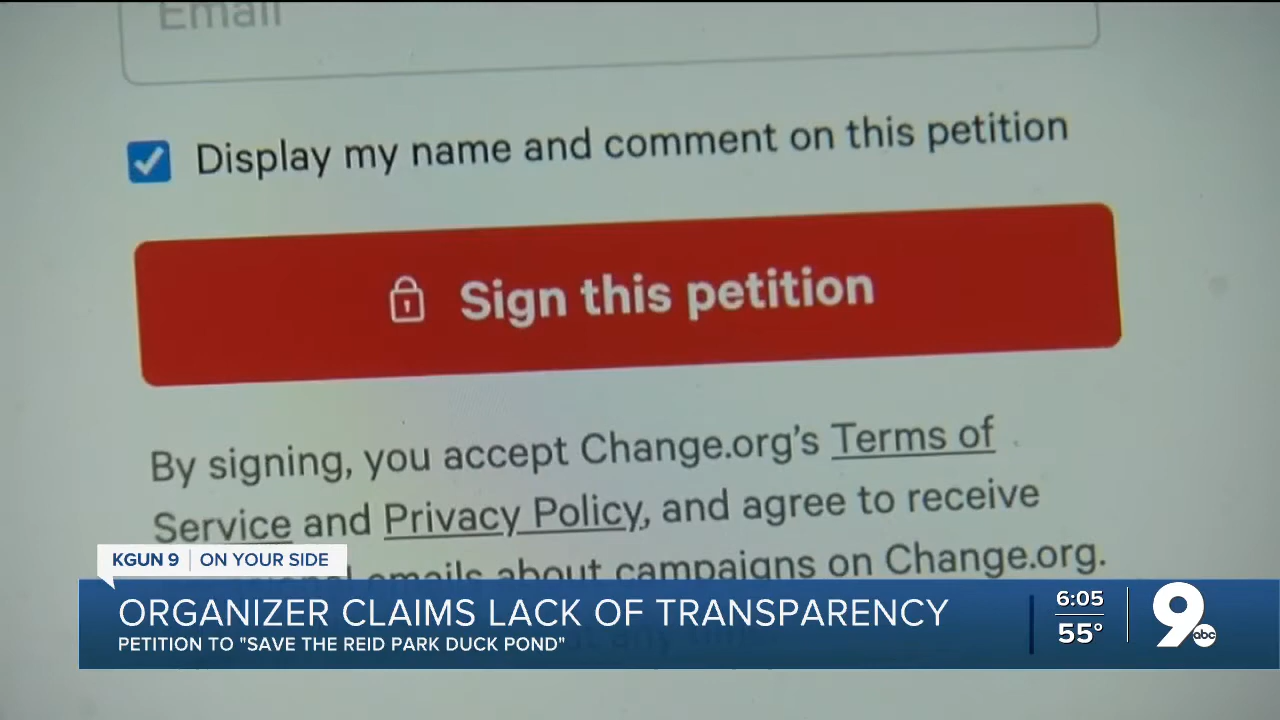 Email
Display my name and comment on this petition
Sign this petition
By signing, you accept Change.org's Terms of
Service and Privacy Policy, and agree to receive
emails about campaigns on Change.org.
KGUN 9 ON YOUR SIDE
ORGANIZER CLAIMS LACK OF TRANSPARENCY
PETITION TO "SAVE THE REID PARK DUCK POND"
6:05
55°
9
abc